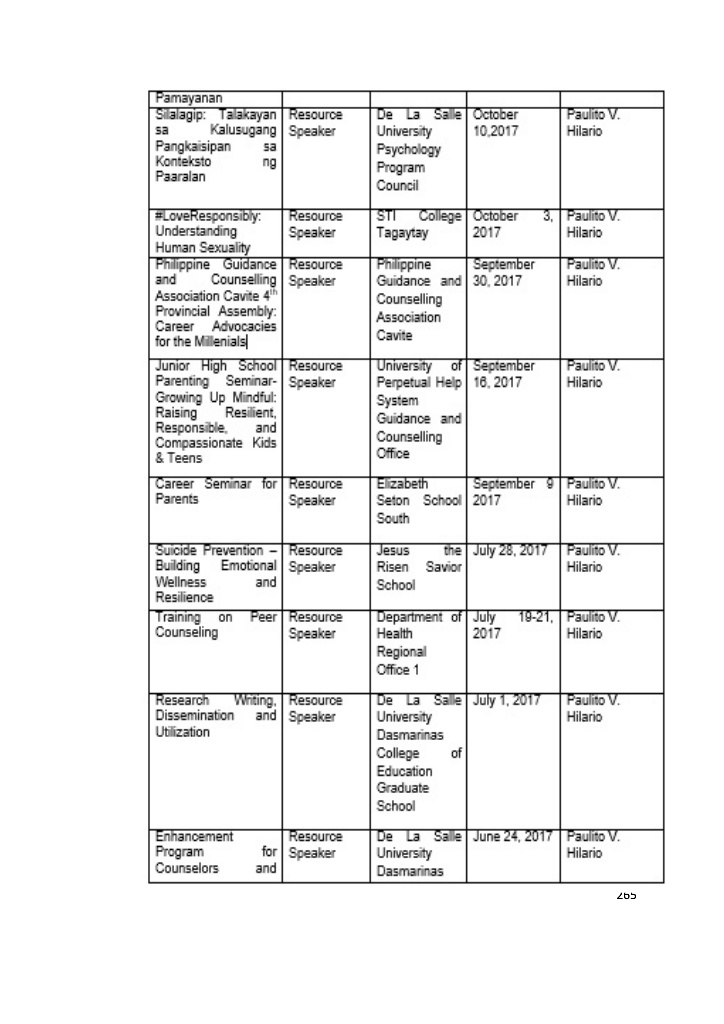 Pamayanan
Silalagip: Talakayan
sa Kalusugang
Pangkaisipan sa
Konteksto ng
Paaralan
Resource
Speaker
De La Salle
University
Psychology
Program
Council
October
10,2017
Paulito V.
Hilario
#LoveResponsibly:
Understanding
Human Sexuality
Resource
Speaker
STI College
Tagaytay
October 3,
2017
Paulito V.
Hilario
Philippine Guidance
and Counselling
Association Cavite 4th
Provincial Assembly:
Career Advocacies
for the Millenials
Resource
Speaker
Philippine
Guidance and
Counselling
Association
Cavite
September
30, 2017
Paulito V.
Hilario
Junior High School
Parenting Seminar-
Growing Up Mindful:
Raising Resilient,
Responsible, and
Compassionate Kids
& Teens
Resource
Speaker
University of
Perpetual Help
System
Guidance and
Counselling
Office
September
16, 2017
Paulito V.
Hilario
Career Seminar for
Parents
Resource
Speaker
Elizabeth
Seton School
South
September 9
2017
Paulito V.
Hilario
Suicide Prevention –
Building Emotional
Wellness and
Resilience
Resource
Speaker
Jesus the
Risen Savior
School
July 28, 2017
Paulito V.
Hilario
Training on Peer
Counseling
Resource
Speaker
Department of
Health
Regional
Office 1
July 19-21,
2017
Paulito V.
Hilario
Research Writing,
Dissemination and
Utilization
Resource
Speaker
De La Salle
University
Dasmarinas
College of
Education
Graduate
School
July 1, 2017
Paulito V.
Hilario
Enhancement
Program for
Counselors and
Resource
Speaker
De La Salle
University
Dasmarinas
June 24, 2017
Paulito V.
Hilario
265